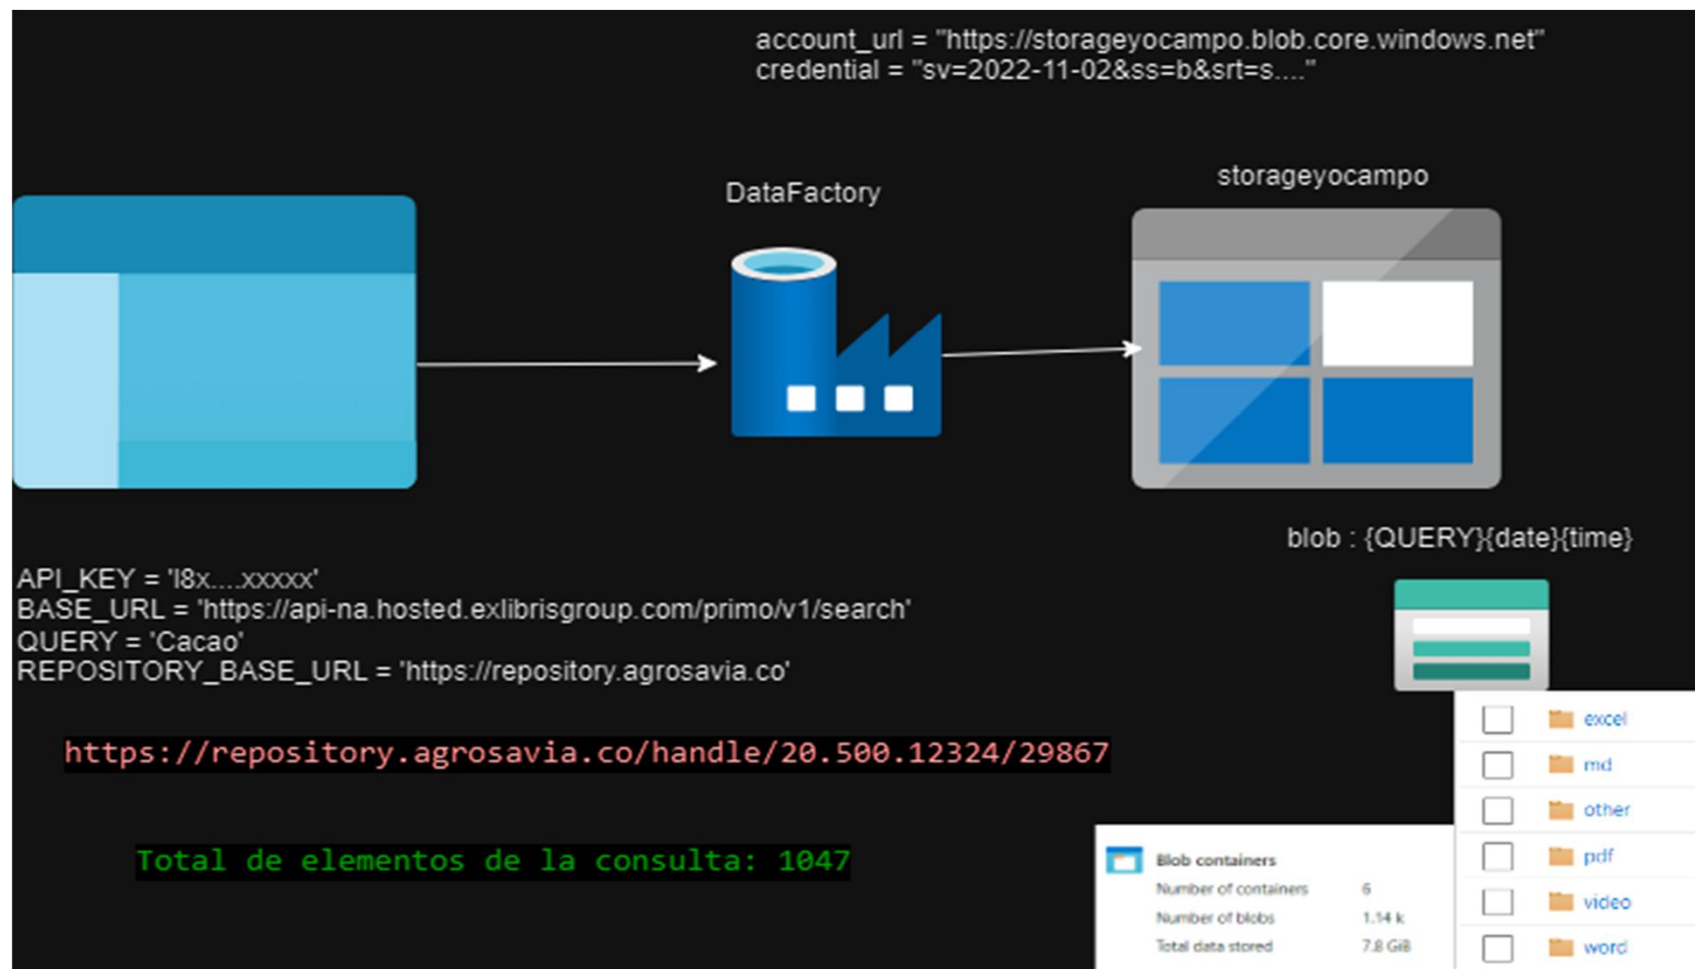 account_url = "https://storageyocampo.blob.core.windows.net"
credential = "sv=2022-11-02&ss=b&srt=s...."
DataFactory
storageyocampo
blob : {QUERY}{date}{time}
API_KEY = 'l8x....xxxxx'
BASE_URL = 'https://api-na.hosted.exlibrisgroup.com/primo/v1/search'
QUERY = 'Cacao'
REPOSITORY_BASE_URL = 'https://repository.agrosavia.co'
https://repository.agrosavia.co/handle/20.500.12324/29867
Total de elementos de la consulta: 1047
Blob containers
Number of containers 6
Number of blobs 1.14 k
Total data stored 7.8 GiB
excel
md
other
pdf
video
word